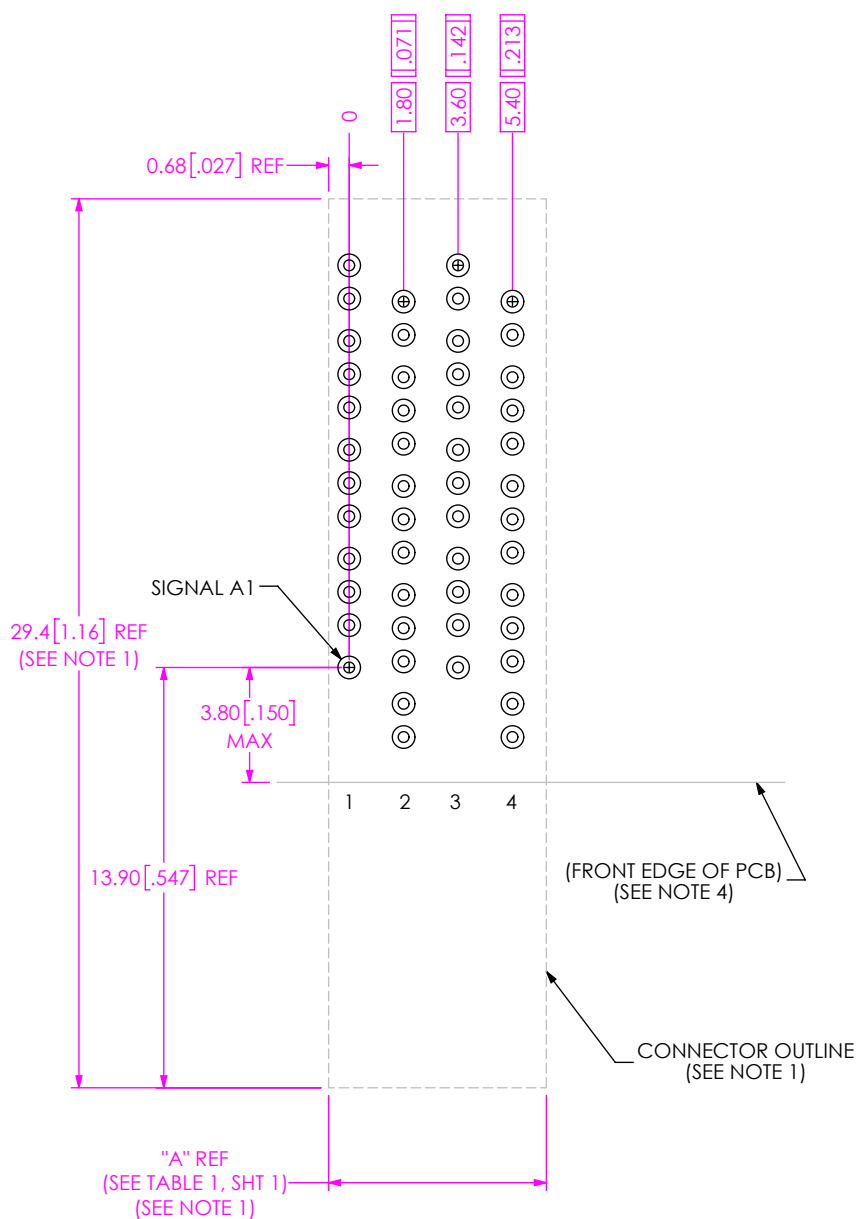 0
1.80 [.071]
3.60 [.142]
5.40 [.213]
0.68[.027] REF
SIGNAL A1
29.4[1.16] REF
(SEE NOTE 1)
3.80[.150]
MAX
1 2 3 4
13.90[.547] REF
(FRONT EDGE OF PCB)
(SEE NOTE 4)
CONNECTOR OUTLINE
(SEE NOTE 1)
"A" REF
(SEE TABLE 1, SHT 1)
(SEE NOTE 1)